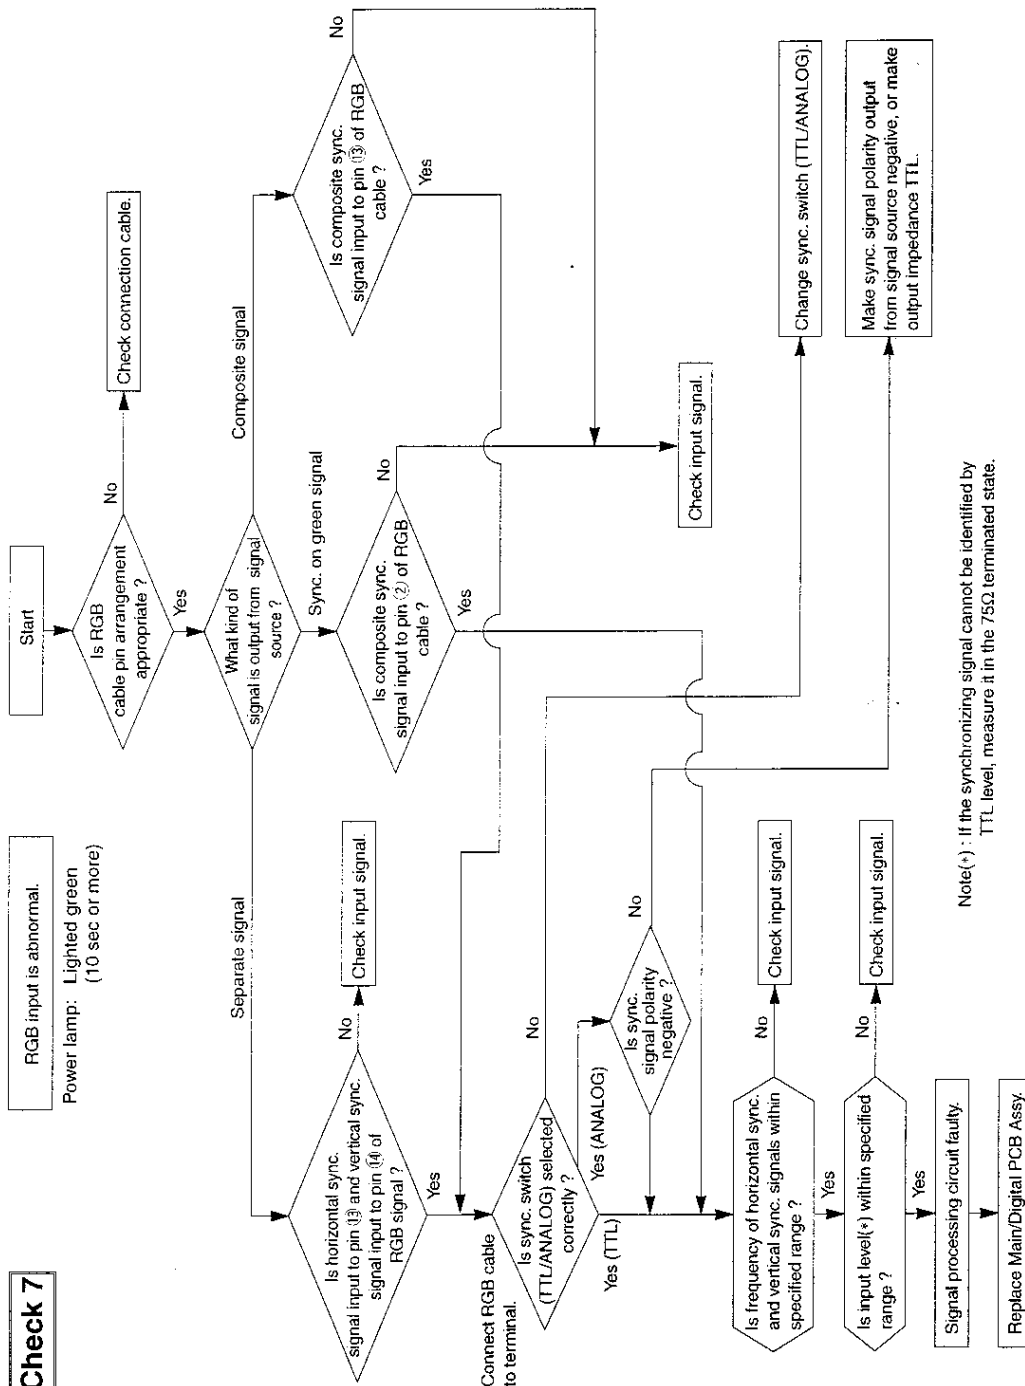 Check 7
RGB input is abnormal.
Power lamp: Lighted green
(10 sec or more)
Start
Is RGB
cable pin arrangement
appropriate ?
No
Check connection cable.
Yes
What kind of
signal is output from signal
source ?
Separate signal
Sync. on green signal
Composite signal
Is horizontal sync.
signal input to pin ⑬ and vertical sync.
signal input to pin ⑭ of
RGB signal ?
No
Check input signal.
Yes
Is composite sync.
signal input to pin ② of RGB
cable ?
No
Yes
Is composite sync.
signal input to pin ⑬ of RGB
cable ?
No
Yes
Check input signal.
Connect RGB cable
to terminal.
Is sync. switch
(TTL/ANALOG) selected
correctly ?
No
Change sync. switch (TTL/ANALOG).
Yes (ANALOG)
Yes (TTL)
Is sync.
signal polarity
negative ?
No
Make sync. signal polarity output
from signal source negative, or make
output impedance TTL.
Is frequency of horizontal sync.
and vertical sync. signals within
specified range ?
No
Check input signal.
Yes
Is input level(*) within specified
range ?
No
Check input signal.
Yes
Signal processing circuit faulty.
Replace Main/Digital PCB Assy.
Note(*) : If the synchronizing signal cannot be identified by
TTL level, measure it in the 75Ω terminated state.